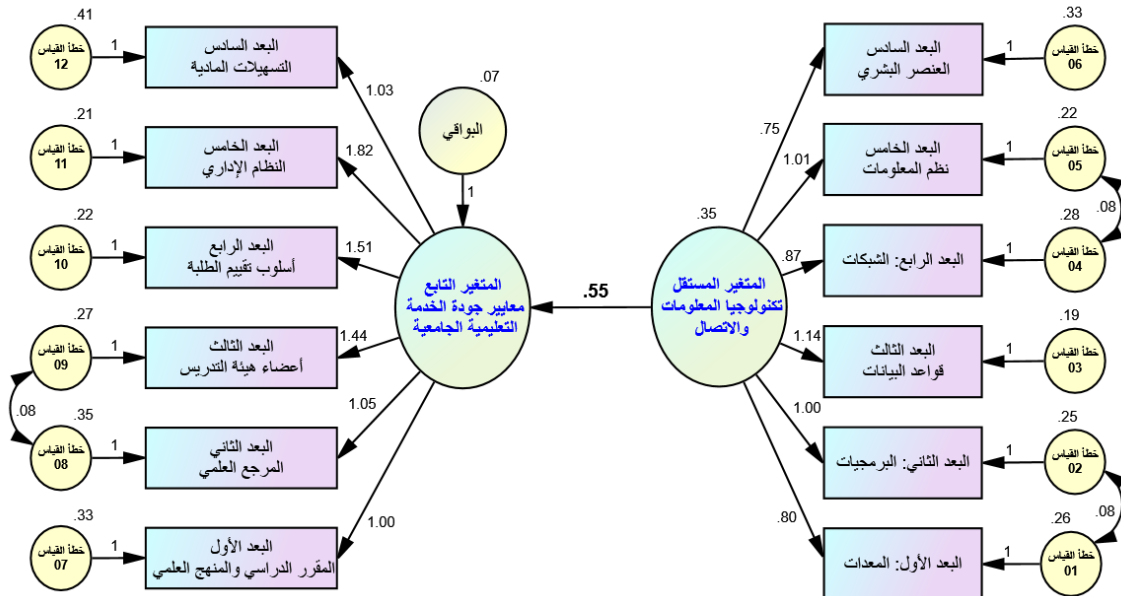 .33
خطأ القياس
06
1
البعد السادس
العنصر البشري
.75
.22
خطأ القياس
05
1
البعد الخامس
نظم المعلومات
1.01
.08
.28
خطأ القياس
04
1
البعد الرابع: الشبكات
.87
.19
خطأ القياس
03
1
البعد الثالث
قواعد البيانات
1.14
.25
خطأ القياس
02
1
البعد الثاني: البرمجيات
1.00
.08
.26
خطأ القياس
01
1
البعد الأول: المعدات
.80
.35
المتغير المستقل
تكنولوجيا المعلومات
والاتصال
.55
.07
البواقي
1
المتغير التابع
معايير جودة الخدمة
التعليمية الجامعية
1.03
البعد السادس
التسهيلات المادية
1
.41
خطأ القياس
12
1.82
البعد الخامس
النظام الإداري
1
.21
خطأ القياس
11
1.51
البعد الرابع
أسلوب تقييم الطلبة
1
.22
خطأ القياس
10
1.44
البعد الثالث
أعضاء هيئة التدريس
1
.27
خطأ القياس
09
.08
1.05
البعد الثاني
المرجع العلمي
1
.35
خطأ القياس
08
1.00
البعد الأول
المقرر الدراسي والمنهج العلمي
1
.33
خطأ القياس
07